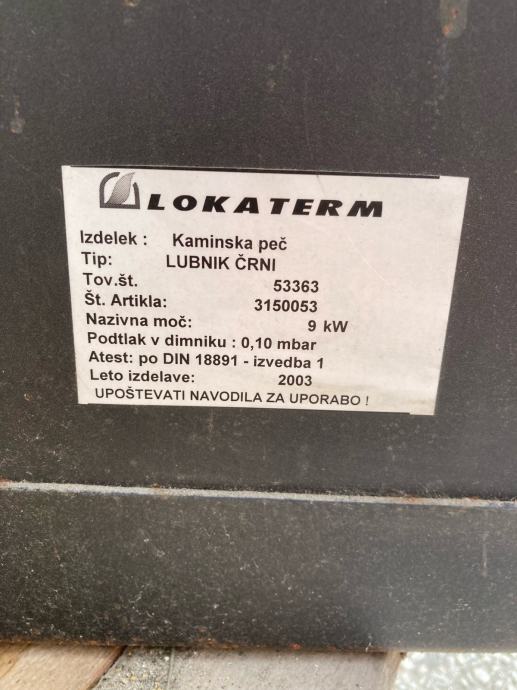 LOKATERM
Izdelek : Kaminska peč
Tip: LUBNIK ČRNI
Tov.št. 53363
Št. Artikla: 3150053
Nazivna moč: 9 kW
Podtlak v dimniku : 0,10 mbar
Atest: po DIN 18891 - izvedba 1
Leto izdelave: 2003
UPOŠTEVATI NAVODILA ZA UPORABO !